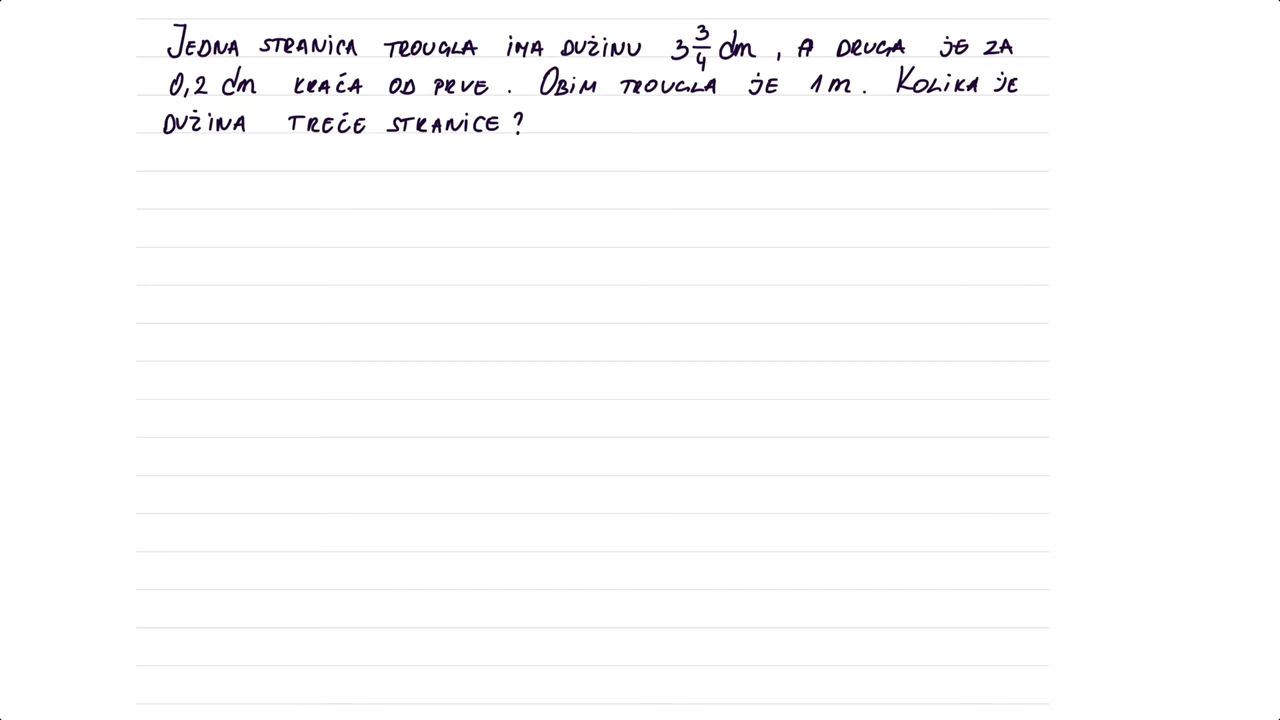 JEDNA STRANICA TROUGLA IMA DUŽINU 3 3/4 dm, A DRUGA JE ZA
0,2 dm KRAĆA OD PRVE. OBIM TROUGLA JE 1m. KOLIKA JE
DUŽINA TREĆE STRANICE?